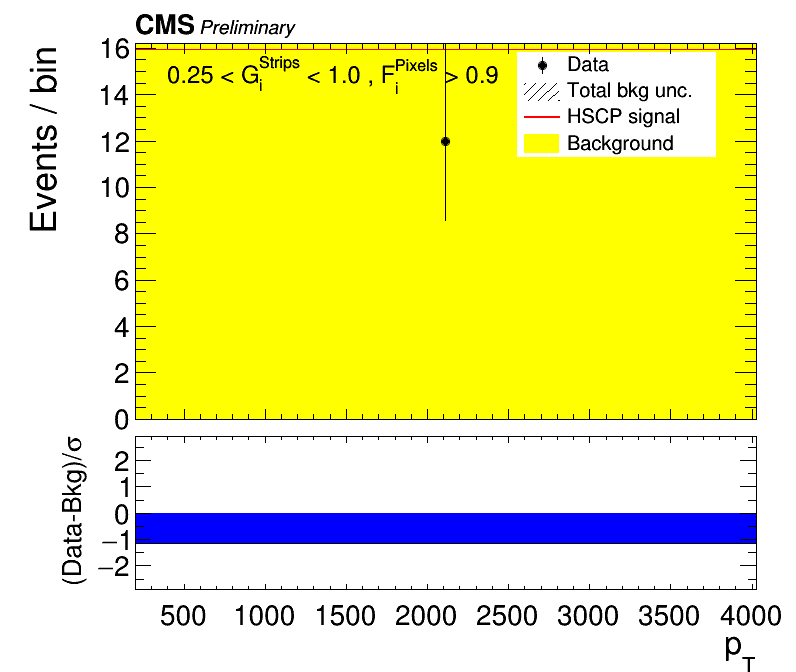 CMS Preliminary
Events / bin
16
14
12
10
8
6
4
2
0
0.25 < G_i^Strips < 1.0 , F_i^Pixels > 0.9
Data
Total bkg unc.
HSCP signal
Background
(Data-Bkg)/σ
2
1
0
−1
−2
500 1000 1500 2000 2500 3000 3500 4000
p_T